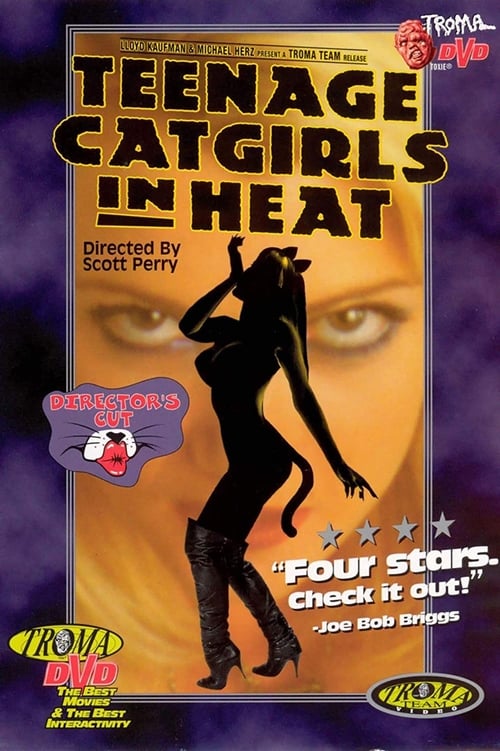 LLOYD KAUFMAN & MICHAEL HERZ PRESENT A TROMA TEAM RELEASE
TROMA
DVD
TOXIE®
TEENAGE
CATGIRLS
IN HEAT
Directed By
Scott Perry
DIRECTOR'S
CUT
"Four stars.
Check it out!"
-Joe Bob Briggs
TROMA
DVD
THE BEST
MOVIES
& THE BEST
INTERACTIVITY
TROMA
TEAM
VIDEO